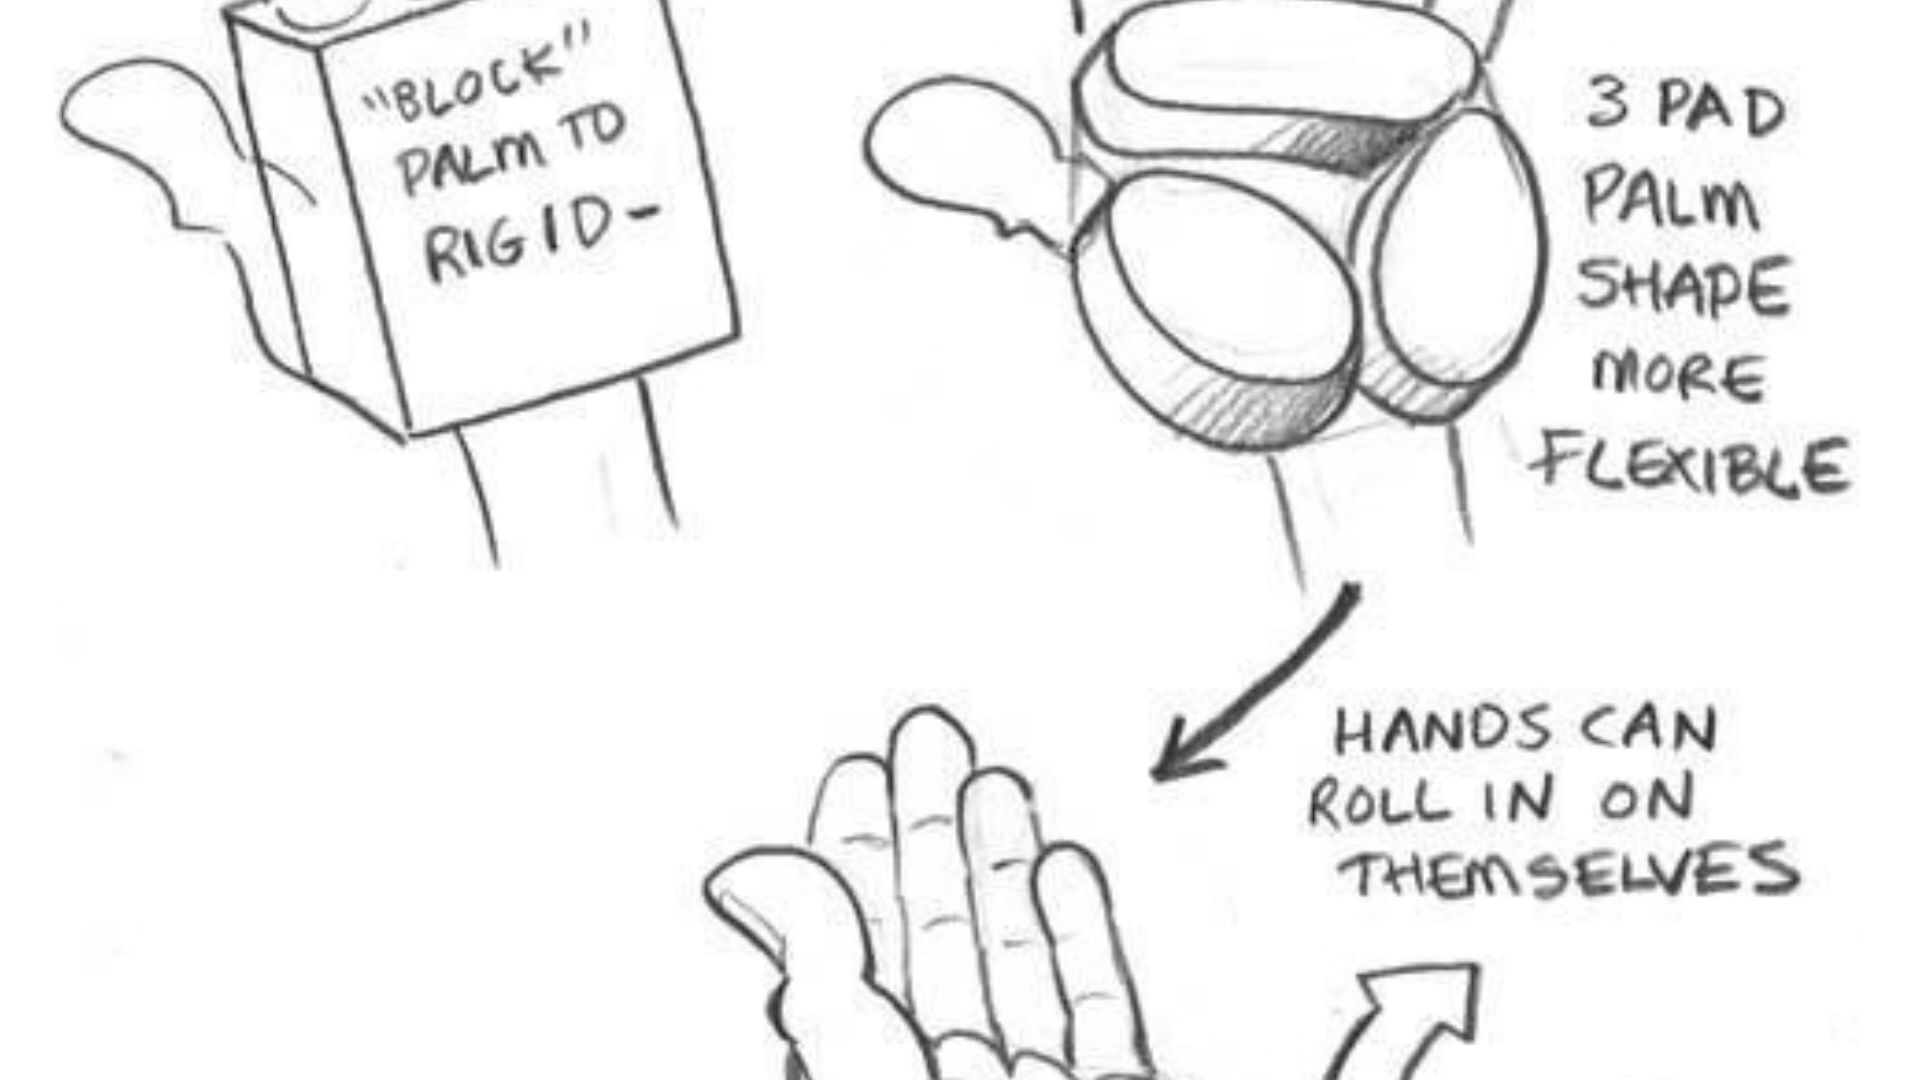 "BLOCK"
PALM TO
RIGID-
3 PAD
PALM
SHAPE
MORE
FLEXIBLE
HANDS CAN
ROLL IN ON
THEMSELVES